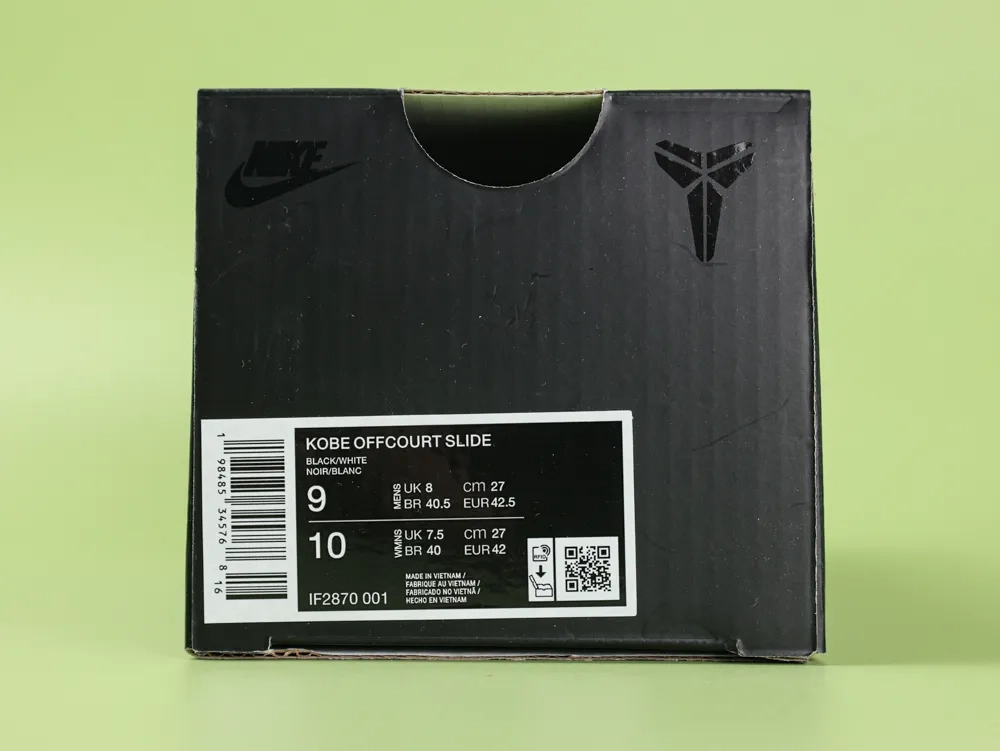 NIKE
KOBE OFFCOURT SLIDE
BLACK/WHITE
NOIR/BLANC
9
MENS
UK 8 cm 27
BR 40.5 EUR 42.5
10
WMNS
UK 7.5 cm 27
BR 40 EUR 42
IF2870 001
MADE IN VIETNAM /
FABRIQUE AU VIETNAM /
FABRICADO NO VIETNÃ /
HECHO EN VIETNAM
RFID
1 98485 34576 8 16